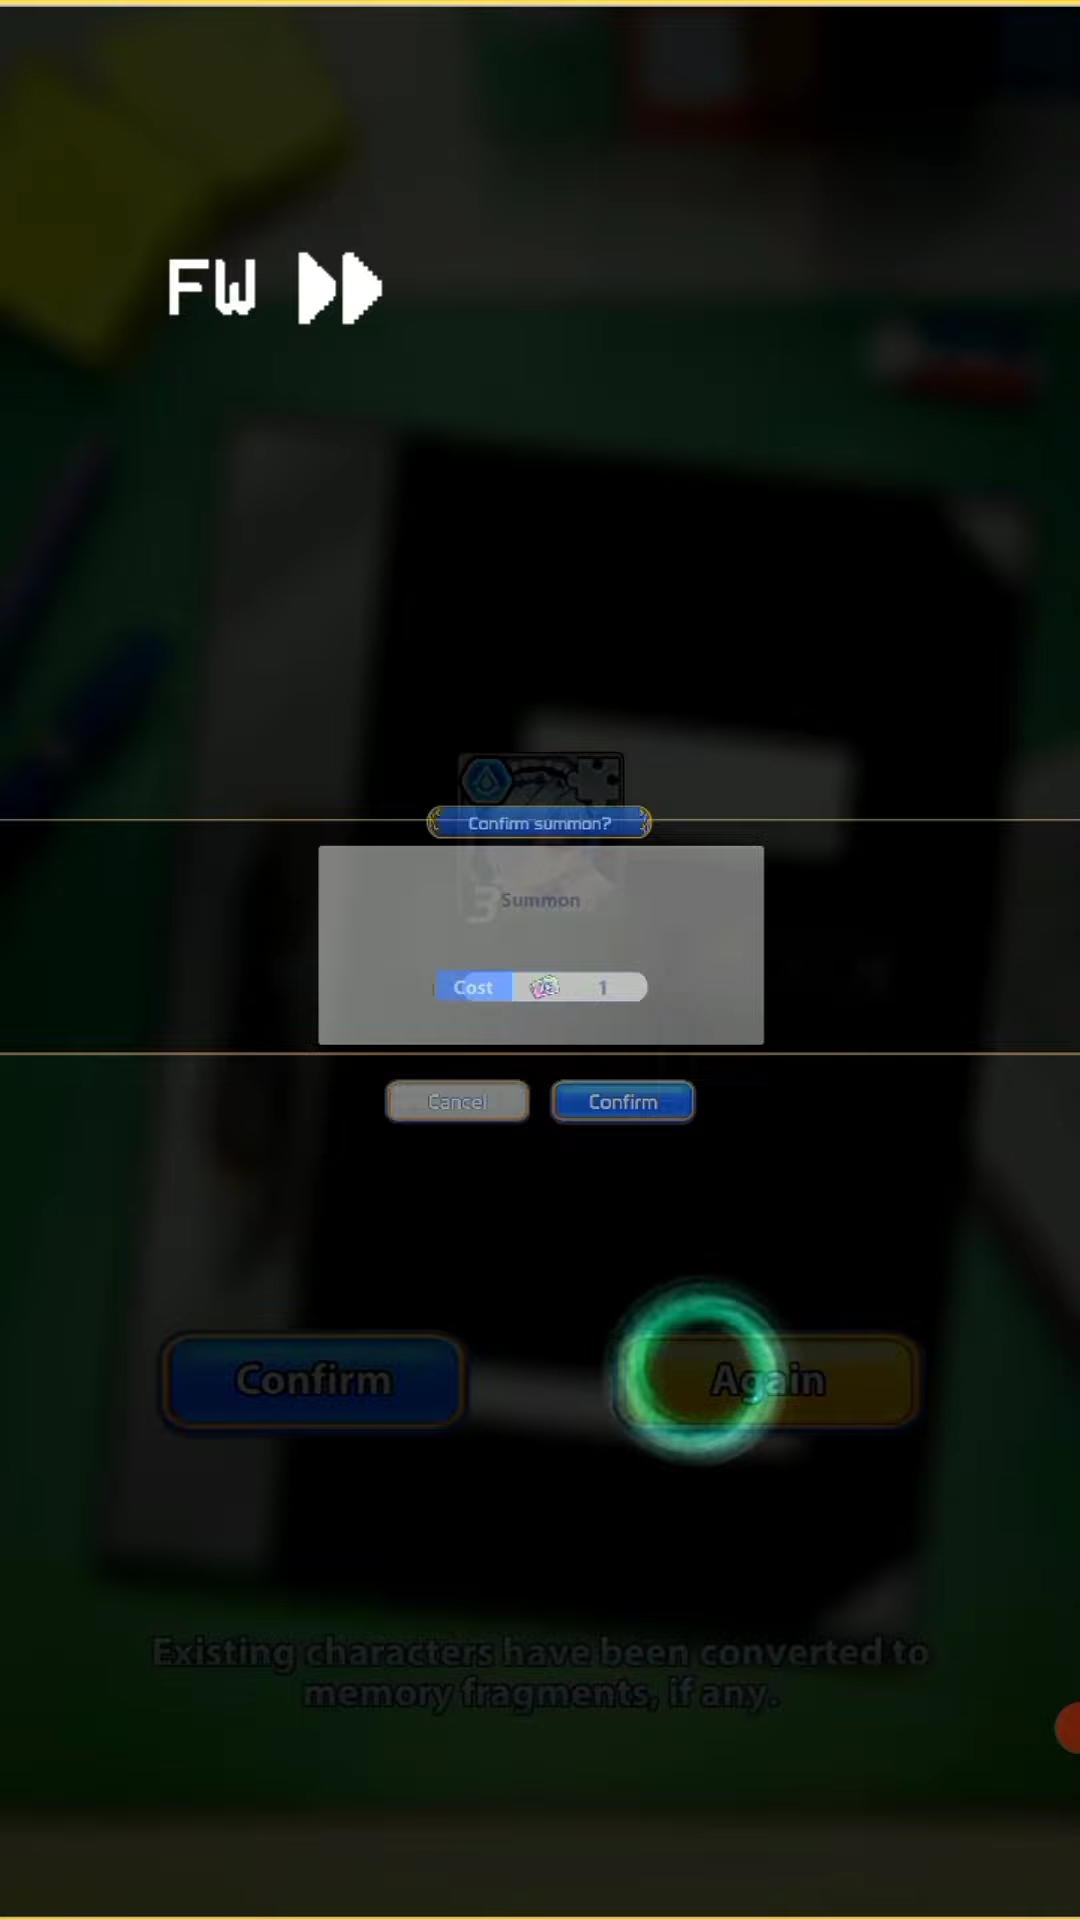 FW
Confirm summon?
3
Summon
Cost 1
Cancel Confirm
Confirm Again
Existing characters have been converted to
memory fragments, if any.